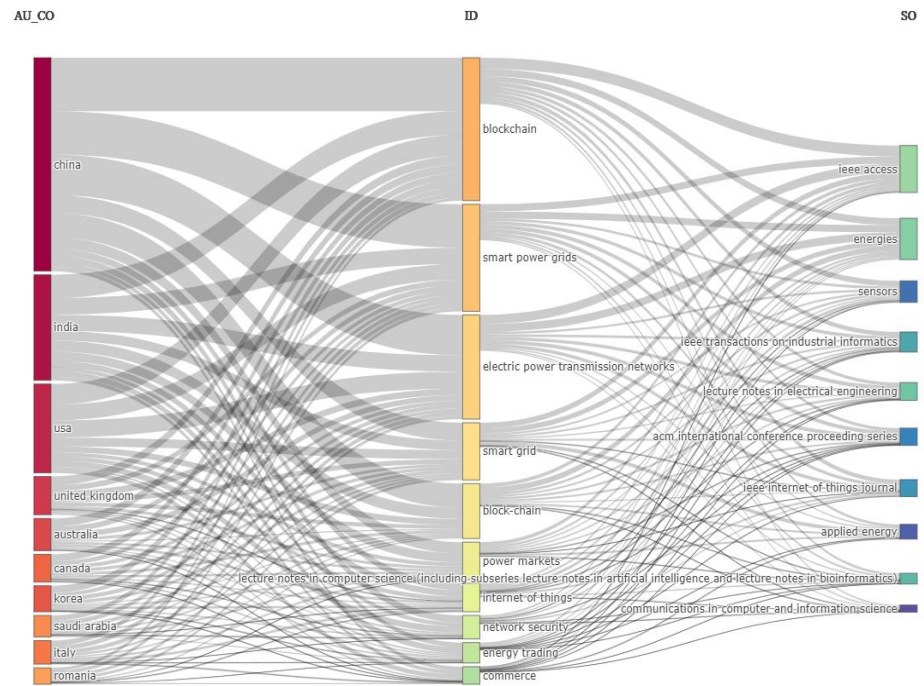 AU_CO
ID
SO
china
india
usa
united kingdom
australia
canada
korea
saudi arabia
italy
romania
blockchain
smart power grids
electric power transmission networks
smart grid
block-chain
power markets
internet of things
network security
energy trading
commerce
ieee access
energies
sensors
ieee transactions on industrial informatics
lecture notes in electrical engineering
acm international conference proceeding series
ieee internet of things journal
applied energy
lecture notes in computer science (including subseries lecture notes in artificial intelligence and lecture notes in bioinformatics)
communications in computer and information science